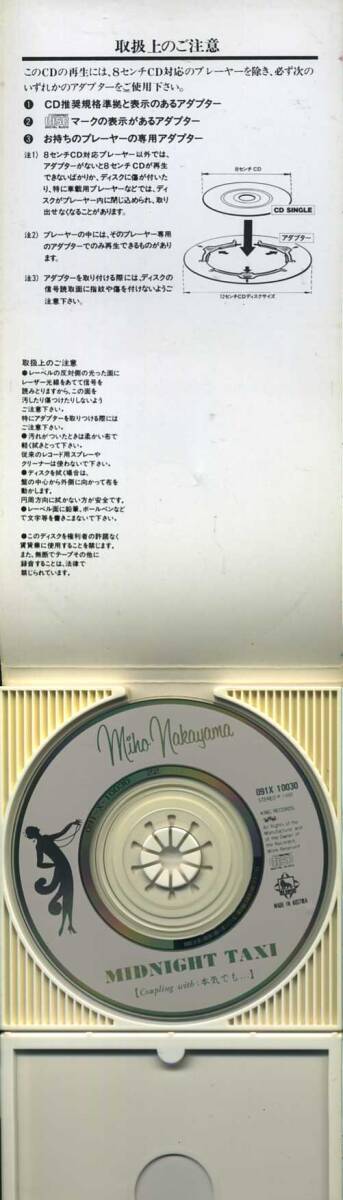 取扱上のご注意
このCDの再生には、8センチCD対応のプレーヤーを除き、必ず次の
いずれかのアダプターをご使用下さい。
❶ CD推奨規格準拠と表示のあるアダプター
❷ マークの表示があるアダプター
❸ お持ちのプレーヤーの専用アダプター
注1) 8センチCD対応プレーヤー以外では、
アダプターがないと8センチCDが再生
できないばかりか、ディスクに傷が付いた
り、特に車載用プレーヤーなどでは、ディ
スクがプレーヤー内に閉じ込められ、取り
出せなくなることがあります。
注2) プレーヤーの中には、そのプレーヤー専用
のアダプターでのみ再生できるものがあり
ます。
注3) アダプターを取り付ける際には、ディスクの
信号読取面に指紋や傷を付けないようご
注意下さい。
8センチCD
CD SINGLE
アダプター
12センチCDディスクサイズ
取扱上のご注意
●レーベルの反対側の光った面に
レーザー光線をあてて信号を
読みとりますから、この面を
汚したり傷つけたりしないよう
ご注意下さい。
特にアダプターを取りつける際には
ご注意下さい。
●汚れがついたときは柔かい布で
軽く拭きとって下さい。
従来のレコード用スプレーや
クリーナーは使わないで下さい。
●ディスクを拭く場合は、
盤の中心から外側に向かって布を
動かします。
円周方向に拭かない方が安全です。
●レーベル面に鉛筆、ボールペンなど
で文字等を書きこまないで下さい。
●このディスクを権利者の許諾なく
賃貸業に使用することを禁じます。
また、無断でテープその他に
録音することは、法律で
禁じられています。
Miho Nakayama
091X 10030
KING RECORDS
MADE IN AUSTRIA
MIDNIGHT TAXI
[Coupling with: 本気でも…]